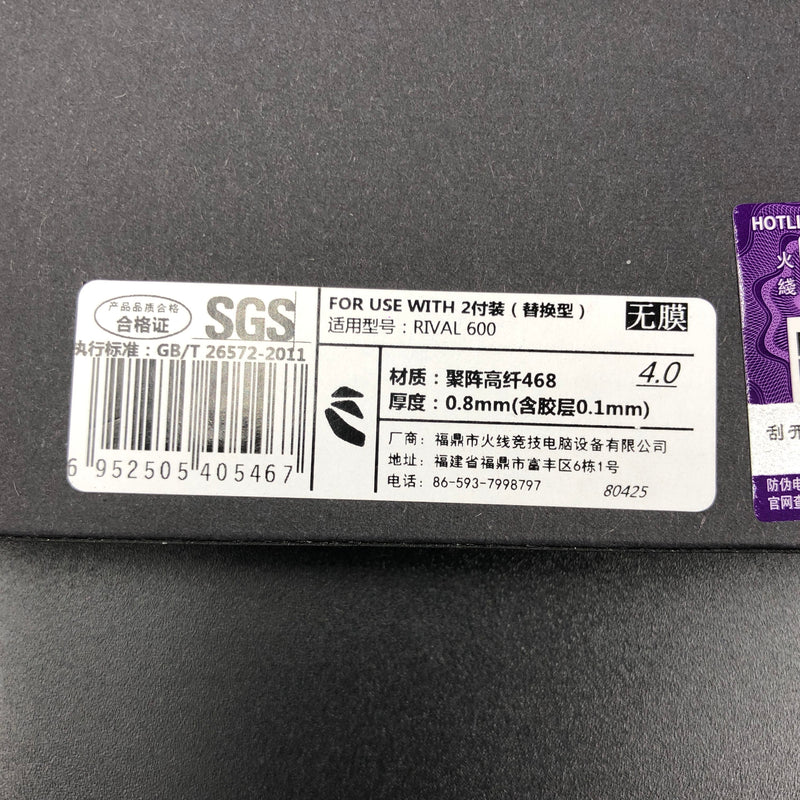 产品品质合格
合格证
SGS
执行标准：GB/T 26572-2011
6 952505 405467
FOR USE WITH 2付装（替换型）
适用型号：RIVAL 600
无膜
材质：聚阵高纤468
4.0
厚度：0.8mm(含胶层0.1mm)
厂商：福鼎市火线竞技电脑设备有限公司
地址：福建省福鼎市富丰区6栋1号
电话：86-593-7998797
80425
HOTLI
火
綫
刮开
防伪电
官网查